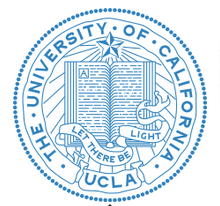 THE · UNIVERSITY · OF · CALIFORNIA
A
LET THERE BE
LIGHT
UCLA